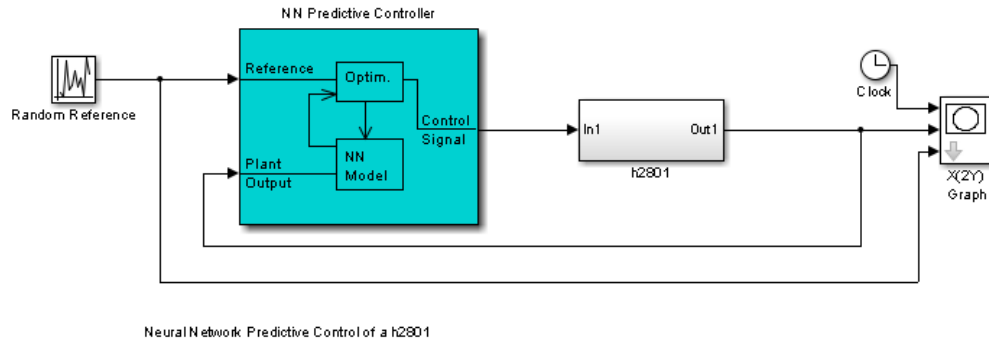 NN Predictive Controller
Random Reference
Reference
Optim.
Control
Signal
Plant
Output
NN
Model
In1
Out1
h2801
Clock
X(2Y)
Graph
Neural Network Predictive Control of a h2801